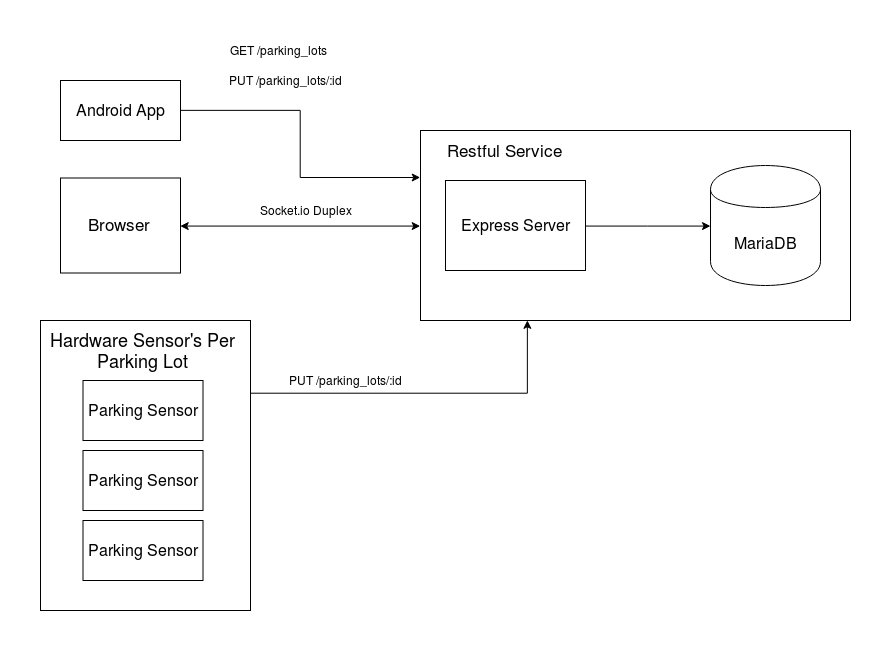 GET /parking_lots
PUT /parking_lots/:id
Android App
Restful Service
Browser
Socket.io Duplex
Express Server
MariaDB
Hardware Sensor's Per
Parking Lot
PUT /parking_lots/:id
Parking Sensor
Parking Sensor
Parking Sensor